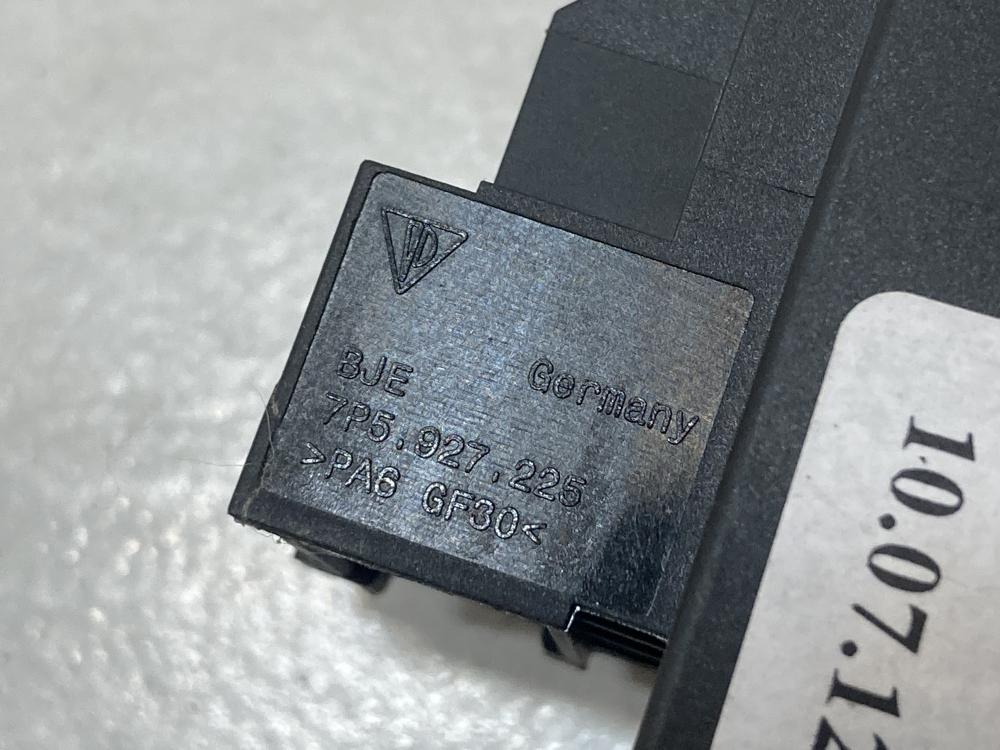 BJE Germany
7P5.927.225
>PA6 GF30<
10.07.12